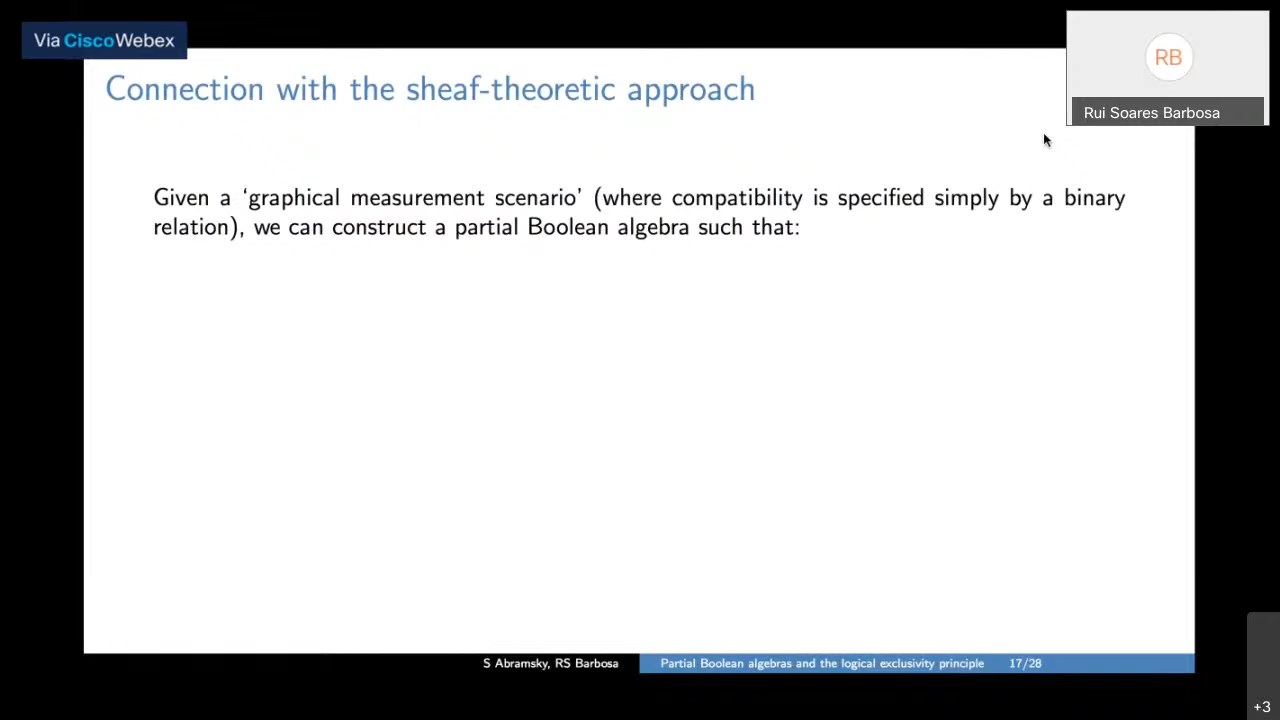 Via CiscoWebex
RB
Rui Soares Barbosa
Connection with the sheaf-theoretic approach
Given a ‘graphical measurement scenario’ (where compatibility is specified simply by a binary
relation), we can construct a partial Boolean algebra such that:
S Abramsky, RS Barbosa
Partial Boolean algebras and the logical exclusivity principle
17/28
+3